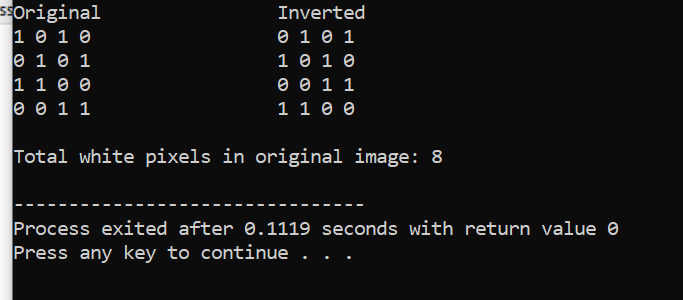 Original Inverted
1 0 1 0 0 1 0 1
0 1 0 1 1 0 1 0
1 1 0 0 0 0 1 1
0 0 1 1 1 1 0 0
Total white pixels in original image: 8
--------------------------------
Process exited after 0.1119 seconds with return value 0
Press any key to continue . . .